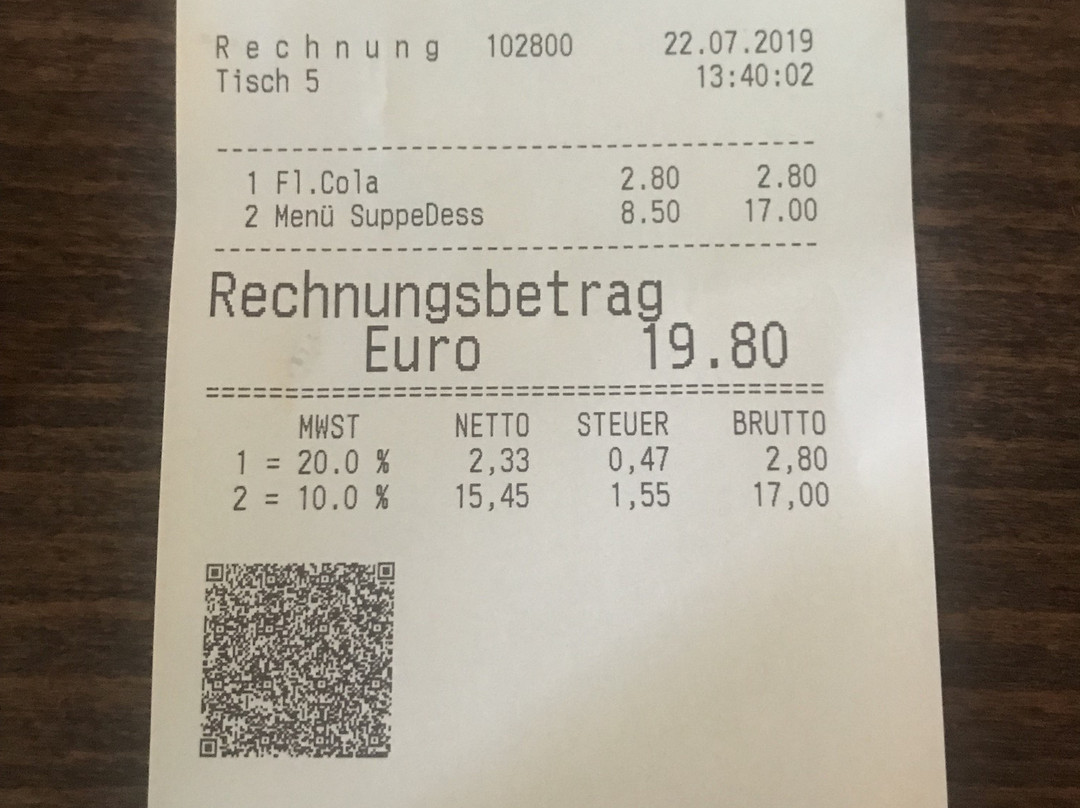 Rechnung 102800 22.07.2019
Tisch 5 13:40:02
1 Fl.Cola 2.80 2.80
2 Menü SuppeDess 8.50 17.00
Rechnungsbetrag
Euro 19.80
MWST NETTO STEUER BRUTTO
1 = 20.0 % 2,33 0,47 2,80
2 = 10.0 % 15,45 1,55 17,00